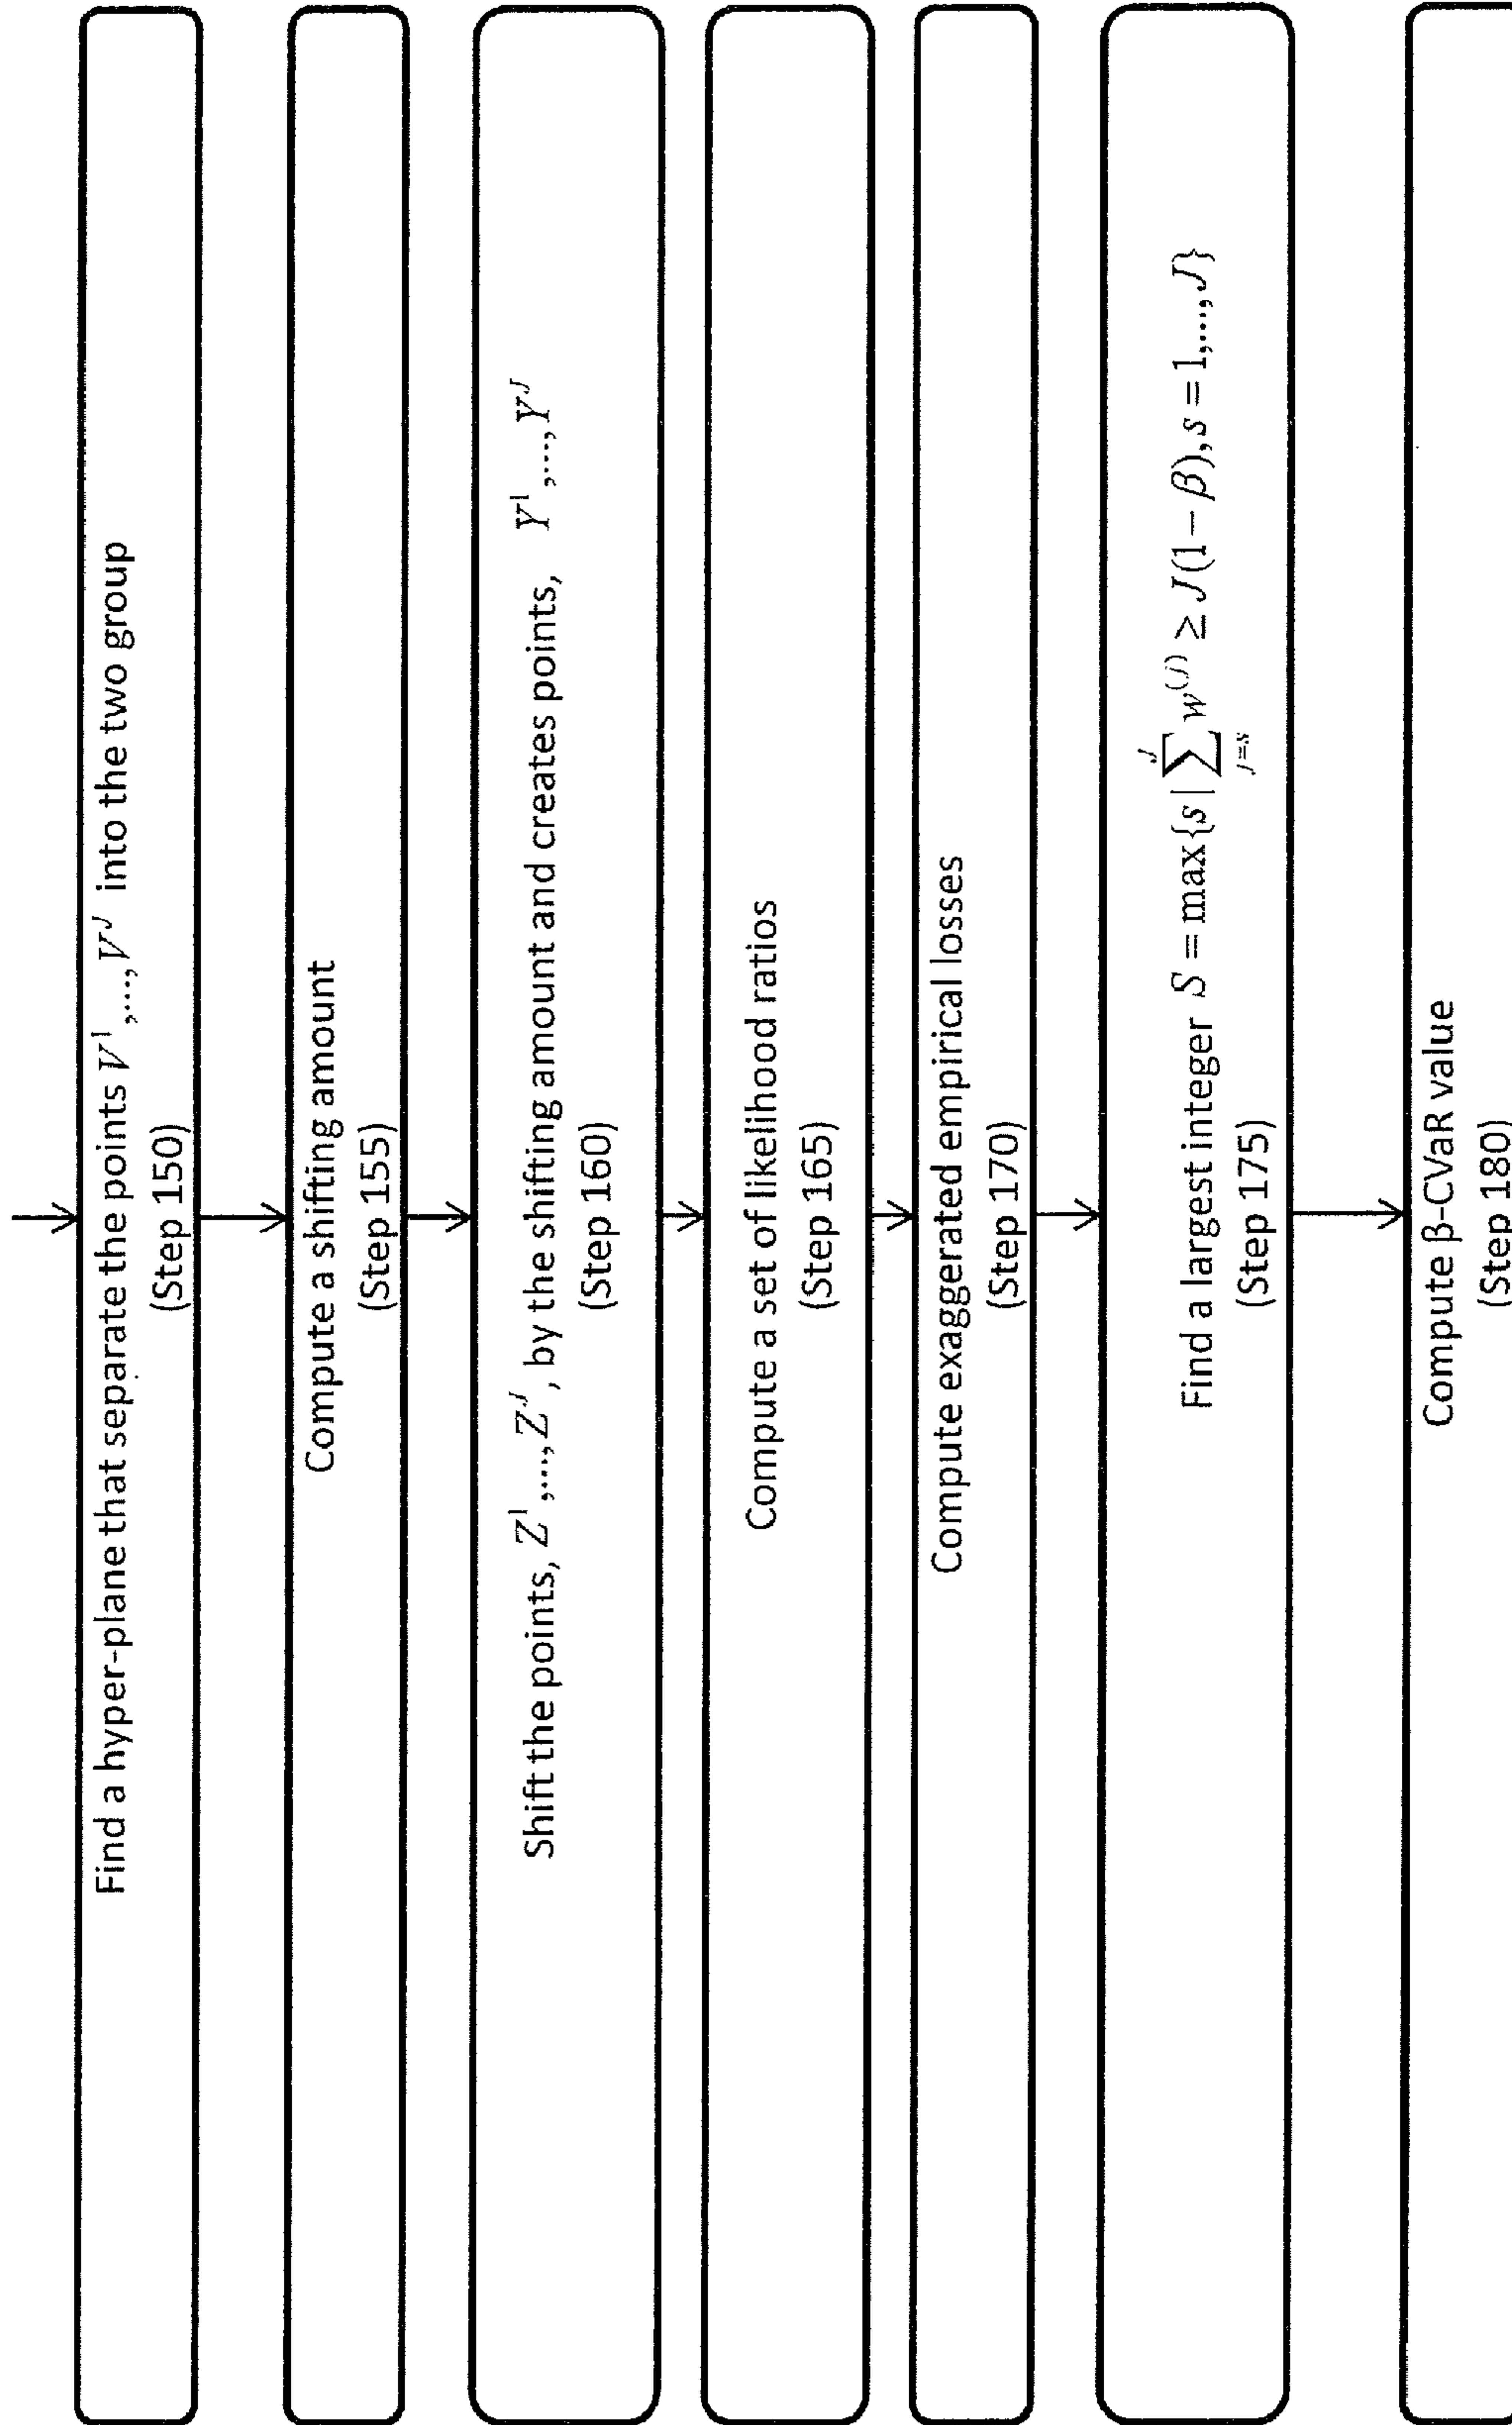 Find a hyper-plane that separate the points V^1,...,V^J into the two group
(Step 150)
Compute a shifting amount
(Step 155)
Shift the points, Z^1,...,Z^J, by the shifting amount and creates points, Y^1,...,Y^J
(Step 160)
Compute a set of likelihood ratios
(Step 165)
Compute exaggerated empirical losses
(Step 170)
Find a largest integer S = max{s | ∑_{j=s}^{J} w^{(j)} ≥ J(1 − β), s = 1,...,J}
(Step 175)
Compute β-CVaR value
(Step 180)